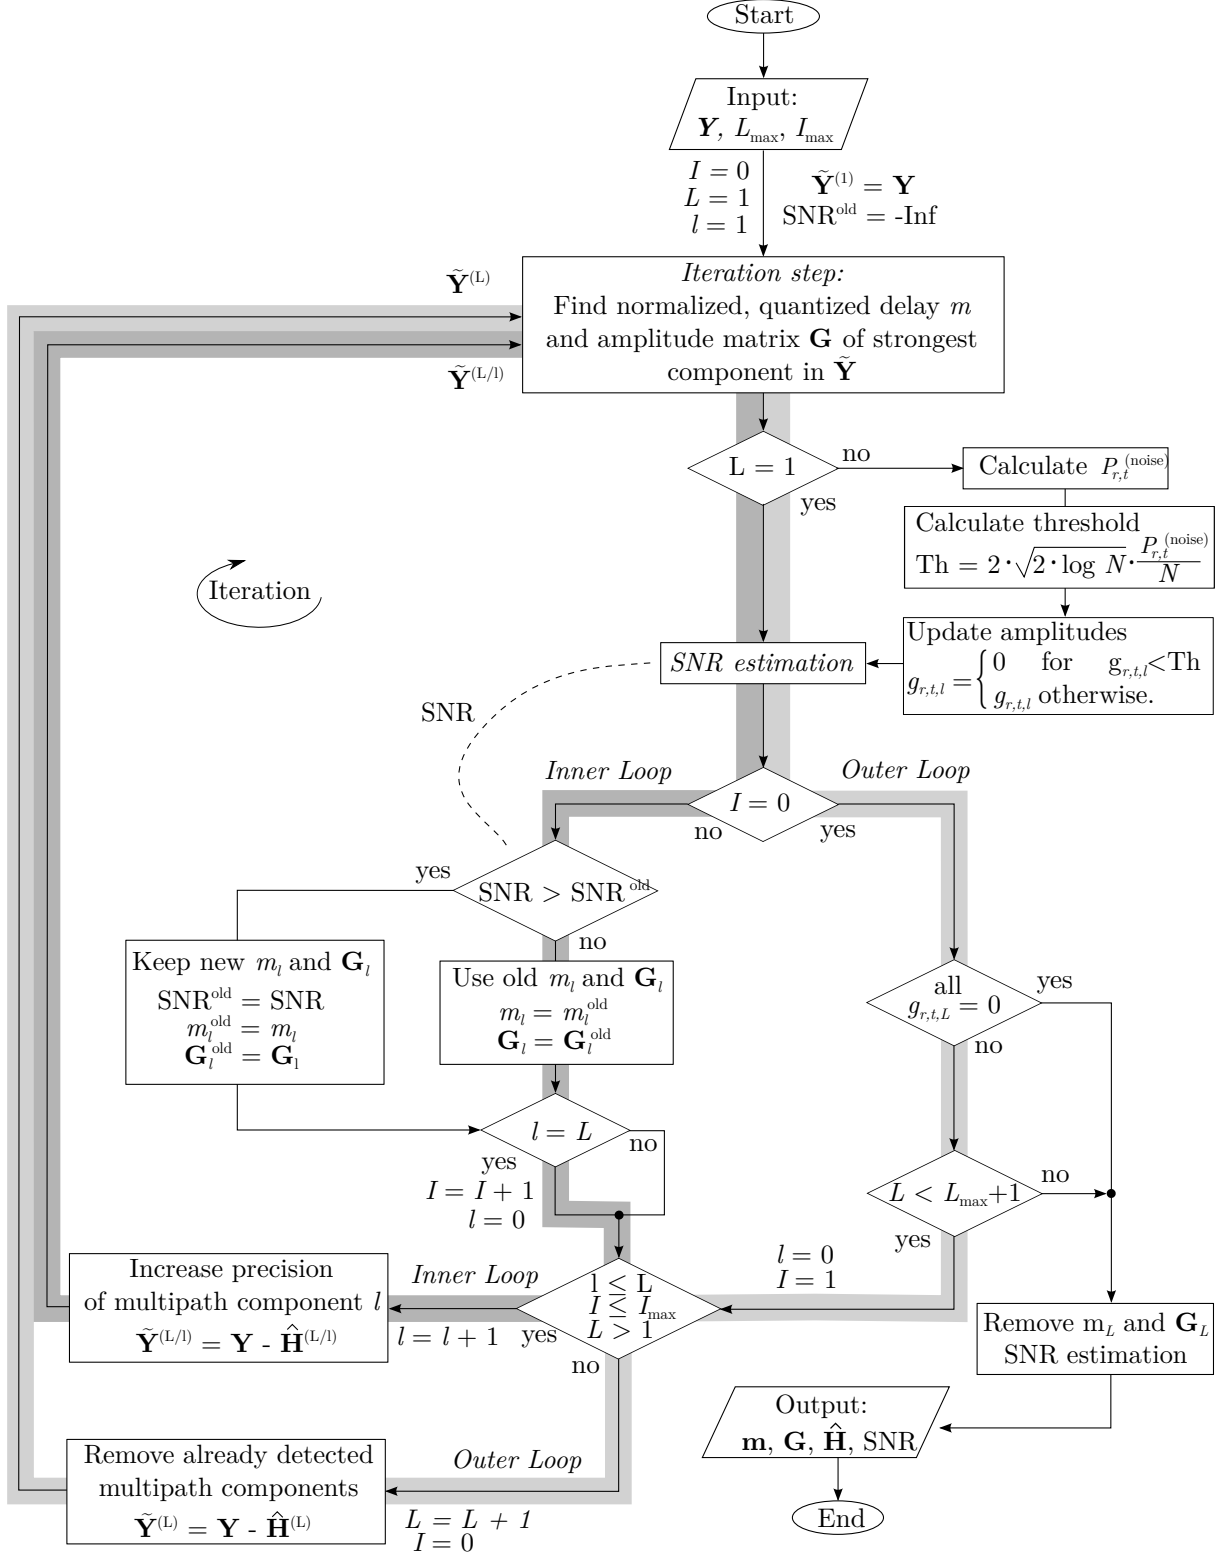 Start
Input:
Y, L_max, I_max
I = 0
L = 1
l = 1
Ỹ^(1) = Y
SNR^old = -Inf
Iteration step:
Find normalized, quantized delay m
and amplitude matrix G of strongest
component in Ỹ
Ỹ^(L)
Ỹ^(L/l)
L = 1
no
yes
Calculate P_r,t^(noise)
Calculate threshold
Th = 2·√(2·log N)·P_r,t^(noise)/N
Update amplitudes
g_r,t,l = { 0 for g_r,t,l<Th
g_r,t,l otherwise.
Iteration
SNR estimation
SNR
Inner Loop
Outer Loop
I = 0
no
yes
SNR > SNR^old
yes
no
Keep new m_l and G_l
SNR^old = SNR
m_l^old = m_l
G_l^old = G_l
Use old m_l and G_l
m_l = m_l^old
G_l = G_l^old
all
g_r,t,L = 0
yes
no
l = L
no
yes
I = I + 1
l = 0
L < L_max+1
no
yes
l = 0
I = 1
l ≤ L
I ≤ I_max
L > 1
yes
no
Inner Loop
l = l + 1
Increase precision
of multipath component l
Ỹ^(L/l) = Y - Ĥ^(L/l)
Remove m_L and G_L
SNR estimation
Output:
m, G, Ĥ, SNR
End
Outer Loop
L = L + 1
I = 0
Remove already detected
multipath components
Ỹ^(L) = Y - Ĥ^(L)